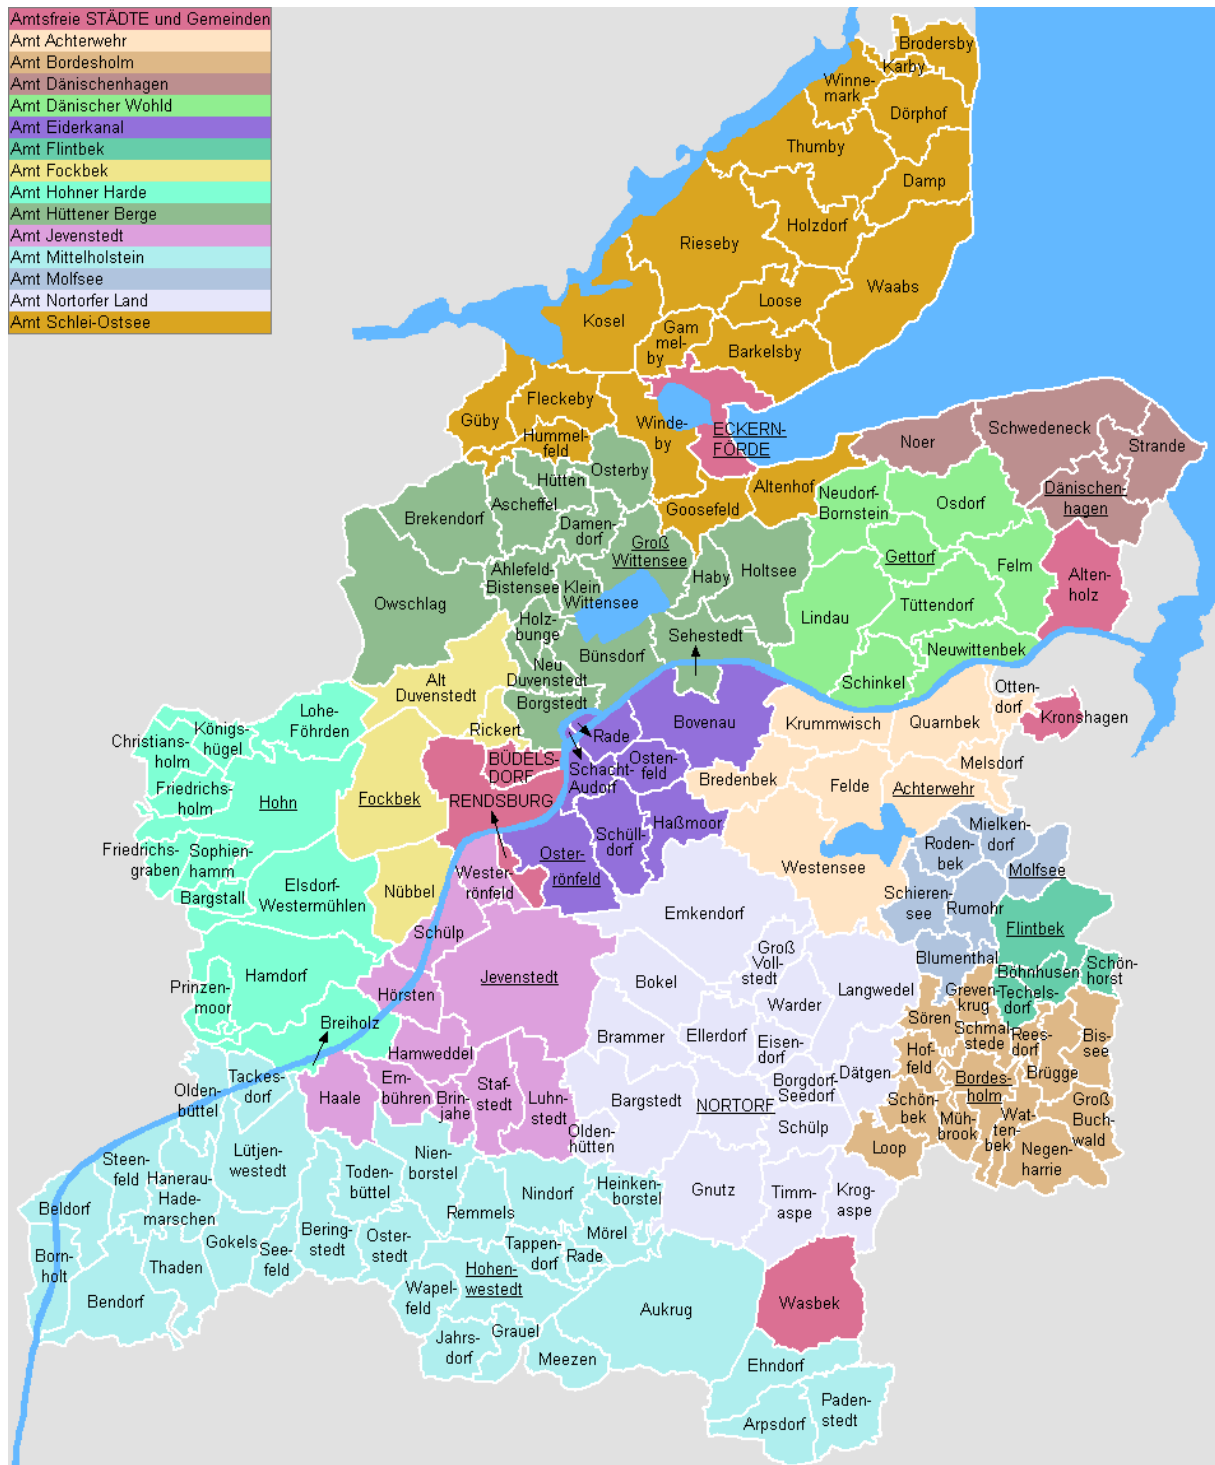 Amtsfreie STÄDTE und Gemeinden
Amt Achterwehr
Amt Bordesholm
Amt Dänischenhagen
Amt Dänischer Wohld
Amt Eiderkanal
Amt Flintbek
Amt Fockbek
Amt Hohner Harde
Amt Hüttener Berge
Amt Jevenstedt
Amt Mittelholstein
Amt Molfsee
Amt Nortorfer Land
Amt Schlei-Ostsee
Brodersby
Karby
Winne-
mark
Dörphof
Thumby
Damp
Holzdorf
Rieseby
Waabs
Loose
Kosel
Gam
mel-
by
Barkelsby
Fleckeby
Güby
Hummel-
feld
Winde-
by
ECKERN-
FÖRDE
Noer
Schwedeneck
Strande
Dänischen-
hagen
Osterby
Hütten
Altenhof
Goosefeld
Neudorf-
Bornstein
Osdorf
Ascheffel
Brekendorf
Damen-
dorf
Groß
Wittensee
Gettorf
Felm
Alten-
holz
Haby
Holtsee
Ahlefeld-
Bistensee
Klein
Wittensee
Owschlag
Tüttendorf
Lindau
Holz-
bunge
Sehestedt
Neuwittenbek
Bünsdorf
Neu
Duvenstedt
Schinkel
Alt
Duvenstedt
Borgstedt
Otten-
dorf
Kronshagen
Lohe-
Föhrden
Königs-
hügel
Christians-
holm
Rickert
Rade
Bovenau
Krummwisch
Quarnbek
Melsdorf
BÜDELS-
DORF
Schacht-
Audorf
Osten-
feld
Bredenbek
Felde
Achterwehr
Friedrichs-
holm
Hohn
Fockbek
RENDSBURG
Haßmoor
Schüll-
dorf
Mielken-
dorf
Roden-
bek
Molfsee
Friedrichs-
graben
Sophien-
hamm
Oster-
rönfeld
Wester-
rönfeld
Westensee
Bargstall
Elsdorf-
Westermühlen
Nübbel
Schieren-
see
Rumohr
Emkendorf
Flintbek
Schülp
Groß
Voll-
stedt
Blumenthal
Böhnhusen
Schön-
horst
Hamdorf
Jevenstedt
Bokel
Langwedel
Greven-
krug
Techels-
dorf
Prinzen-
moor
Hörsten
Warder
Breiholz
Sören
Schmal-
stede
Rees-
dorf
Bis-
see
Brammer
Ellerdorf
Eisen-
dorf
Hamweddel
Hof-
feld
Tackes-
dorf
Dätgen
Bordes-
holm
Brügge
Olden-
büttel
Haale
Em-
bühren
Brin-
jahe
Staf-
stedt
Luhn-
stedt
Borgdorf-
Seedorf
Bargstedt
NORTORF
Schön-
bek
Müh-
brook
Wat-
ten-
bek
Groß
Buch-
wald
Schülp
Olden-
hütten
Loop
Negen-
harrie
Lütjen-
westedt
Steen-
feld
Nien-
borstel
Toden-
büttel
Hanerau-
Hade-
marschen
Nindorf
Heinken-
borstel
Gnutz
Timm-
aspe
Krog-
aspe
Beldorf
Remmels
Mörel
Bering-
stedt
Oster-
stedt
Gokels
See-
feld
Tappen-
dorf
Rade
Born-
holt
Thaden
Hohen-
westedt
Wapel-
feld
Bendorf
Aukrug
Wasbek
Grauel
Jahrs-
dorf
Meezen
Ehndorf
Paden-
stedt
Arpsdorf